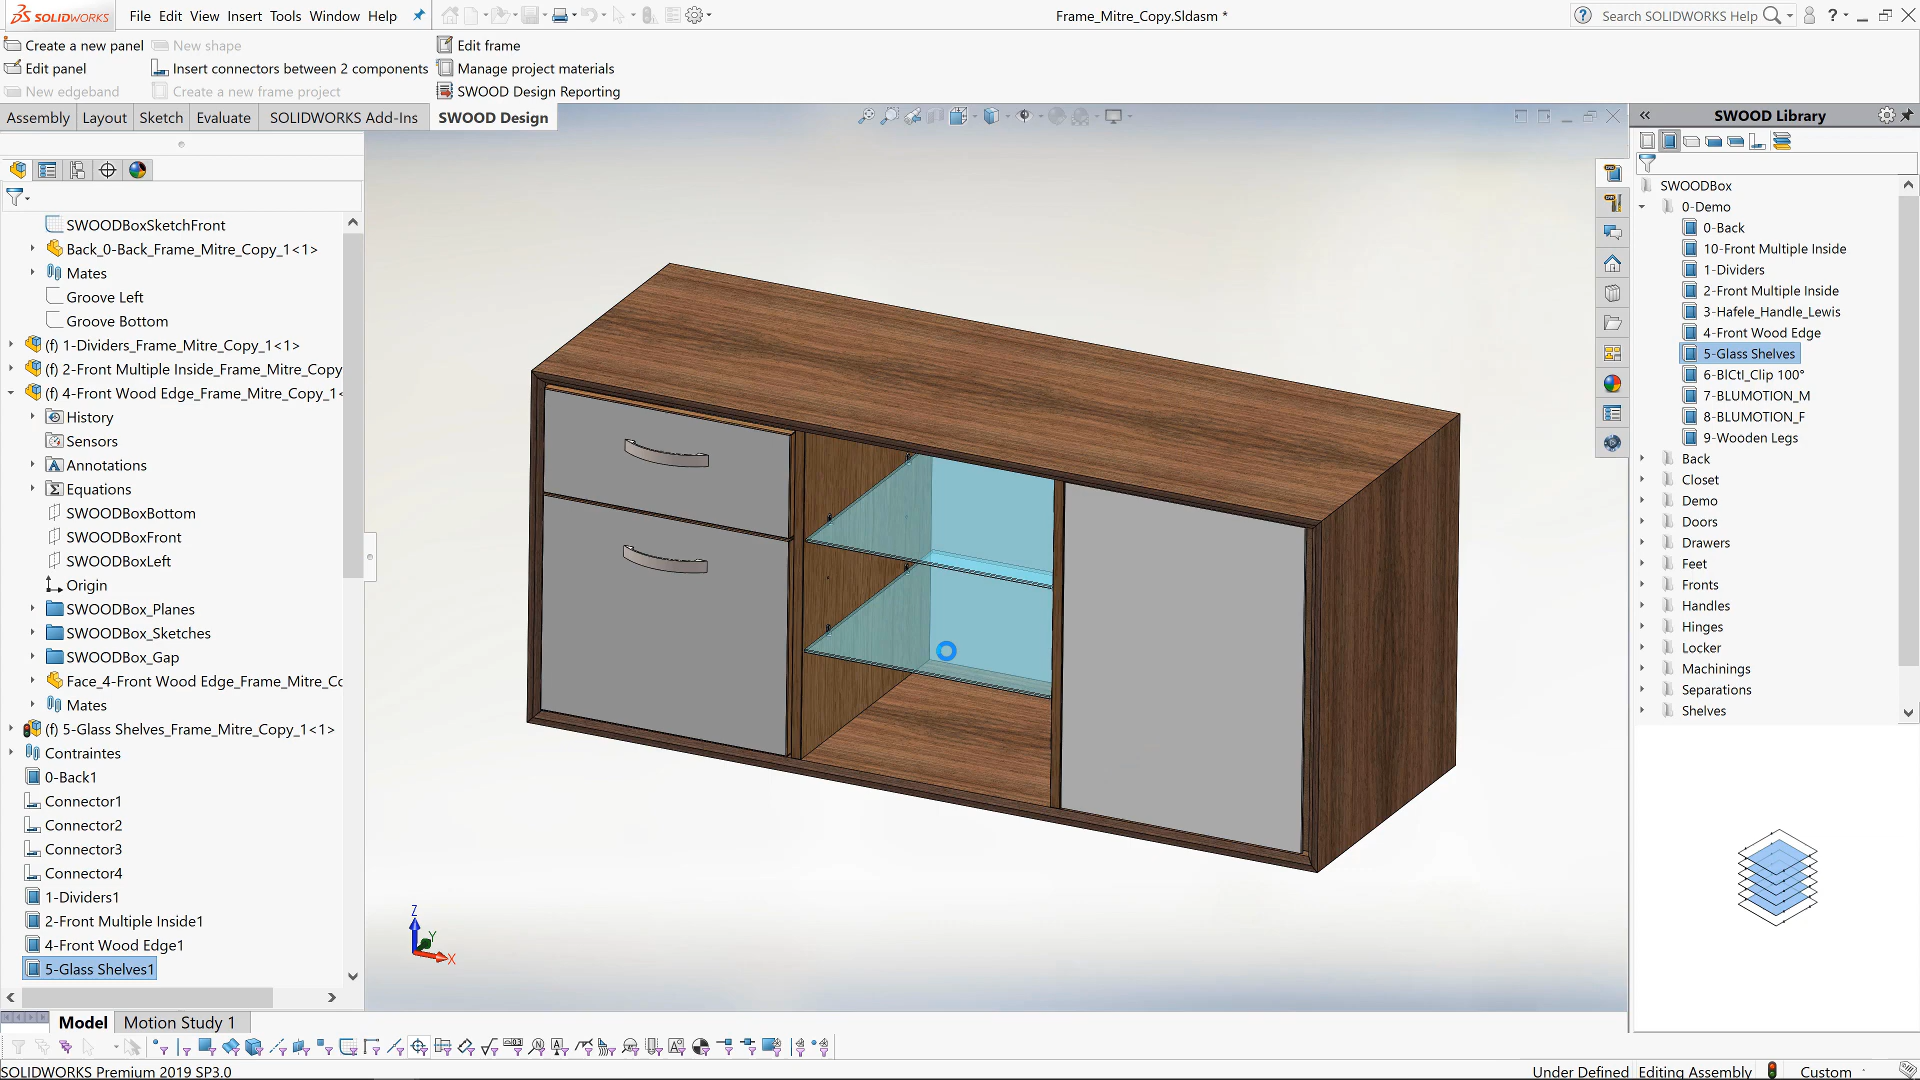 SOLIDWORKS
File Edit View Insert Tools Window Help
Frame_Mitre_Copy.Sldasm *
Search SOLIDWORKS Help
Create a new panel
New shape
Edit frame
Edit panel
Insert connectors between 2 components
Manage project materials
New edgeband
Create a new frame project
SWOOD Design Reporting
Assembly Layout Sketch Evaluate SOLIDWORKS Add-Ins SWOOD Design
SWOODBoxSketchFront
Back_0-Back_Frame_Mitre_Copy_1<1>
Mates
Groove Left
Groove Bottom
(f) 1-Dividers_Frame_Mitre_Copy_1<1>
(f) 2-Front Multiple Inside_Frame_Mitre_Copy
(f) 4-Front Wood Edge_Frame_Mitre_Copy_1<
History
Sensors
Annotations
Equations
SWOODBoxBottom
SWOODBoxFront
SWOODBoxLeft
Origin
SWOODBox_Planes
SWOODBox_Sketches
SWOODBox_Gap
Face_4-Front Wood Edge_Frame_Mitre_Cc
Mates
(f) 5-Glass Shelves_Frame_Mitre_Copy_1<1>
Contraintes
0-Back1
Connector1
Connector2
Connector3
Connector4
1-Dividers1
2-Front Multiple Inside1
4-Front Wood Edge1
5-Glass Shelves1
Z
Y
X
SWOOD Library
SWOODBox
0-Demo
0-Back
10-Front Multiple Inside
1-Dividers
2-Front Multiple Inside
3-Hafele_Handle_Lewis
4-Front Wood Edge
5-Glass Shelves
6-BlCtl_Clip 100°
7-BLUMOTION_M
8-BLUMOTION_F
9-Wooden Legs
Back
Closet
Demo
Doors
Drawers
Feet
Fronts
Handles
Hinges
Locker
Machinings
Separations
Shelves
Model Motion Study 1
SOLIDWORKS Premium 2019 SP3.0
Under Defined Editing Assembly Custom